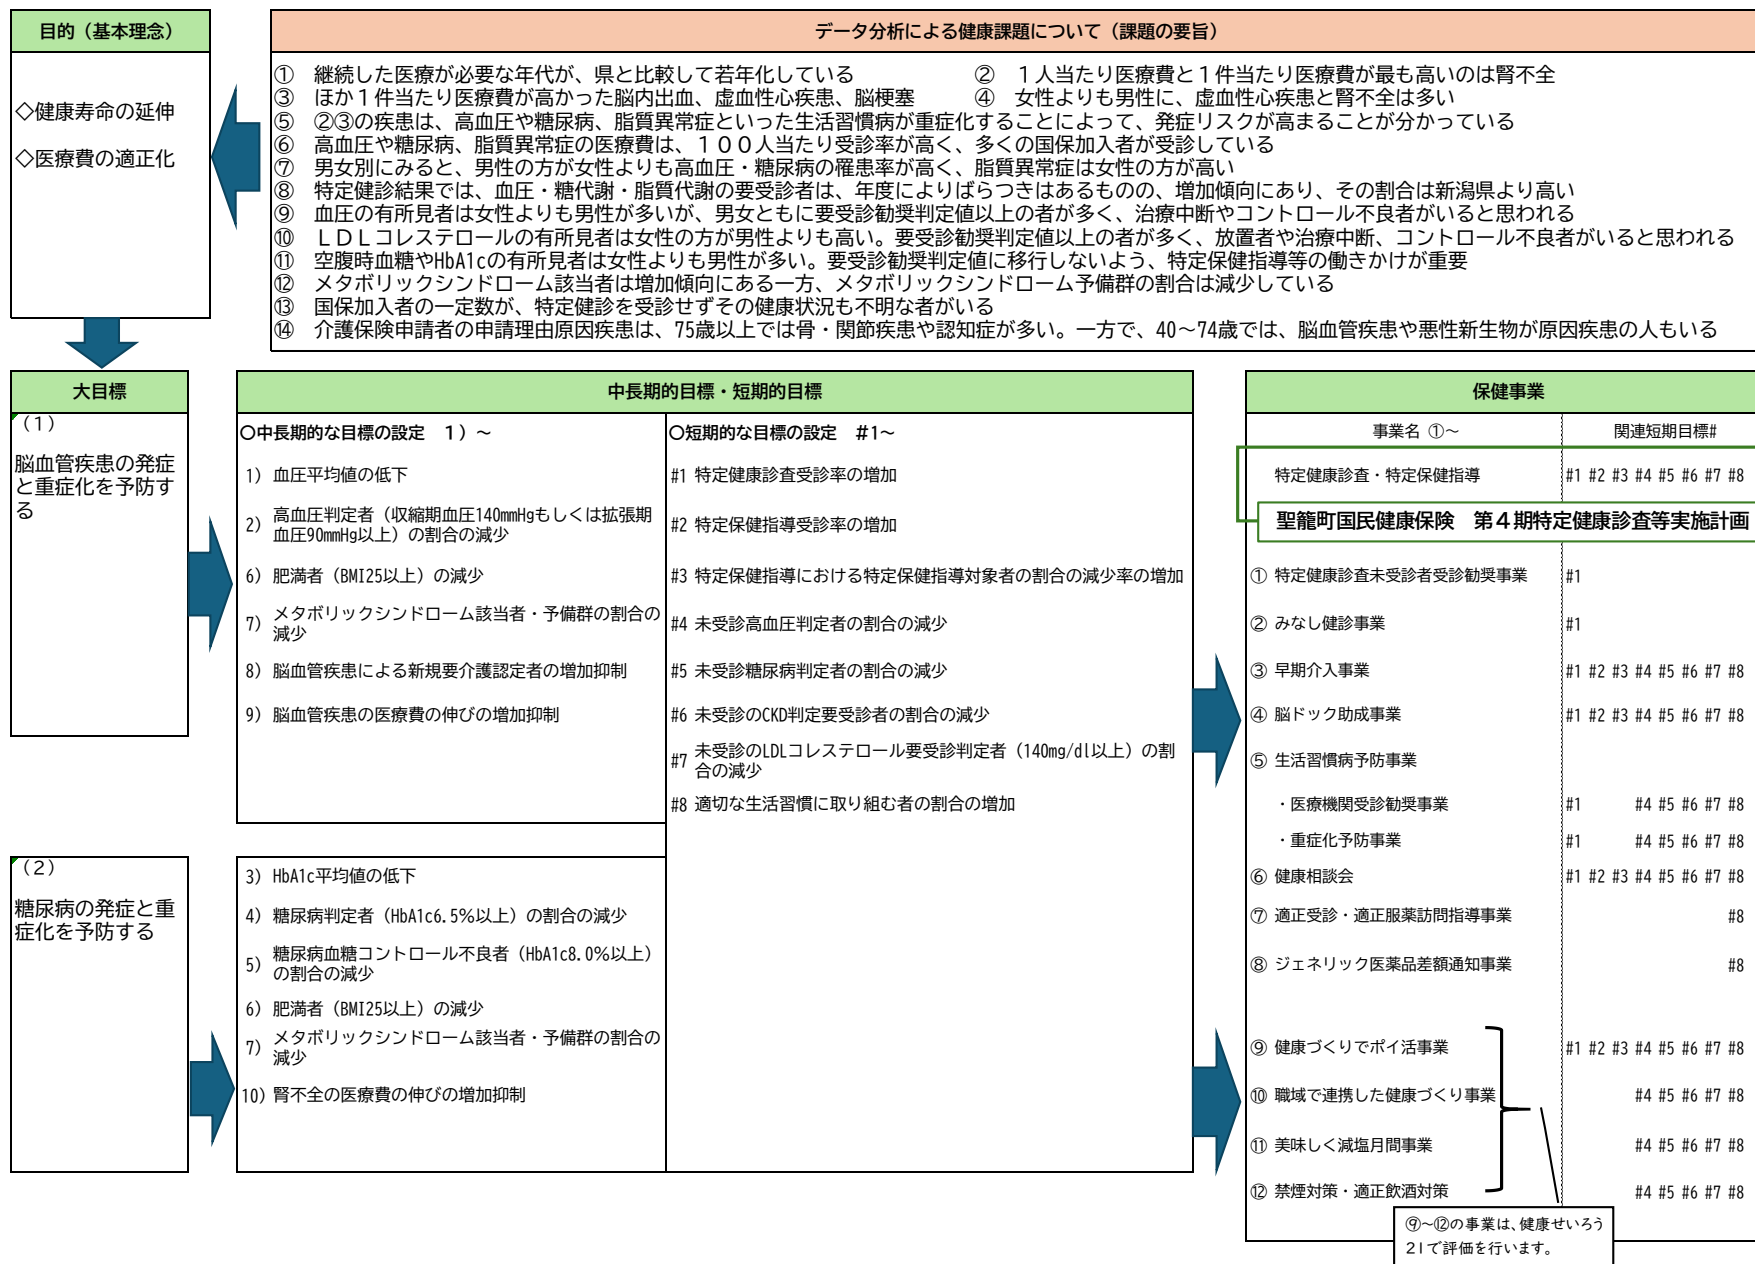 目的（基本理念）
◇健康寿命の延伸
◇医療費の適正化
データ分析による健康課題について（課題の要旨）
① 継続した医療が必要な年代が、県と比較して若年化している ② １人当たり医療費と１件当たり医療費が最も高いのは腎不全
③ ほか１件当たり医療費が高かった脳内出血、虚血性心疾患、脳梗塞 ④ 女性よりも男性に、虚血性心疾患と腎不全は多い
⑤ ②③の疾患は、高血圧や糖尿病、脂質異常症といった生活習慣病が重症化することによって、発症リスクが高まることが分かっている
⑥ 高血圧や糖尿病、脂質異常症の医療費は、１００人当たり受診率が高く、多くの国保加入者が受診している
⑦ 男女別にみると、男性の方が女性よりも高血圧・糖尿病の罹患率が高く、脂質異常症は女性の方が高い
⑧ 特定健診結果では、血圧・糖代謝・脂質代謝の要受診者は、年度によりばらつきはあるものの、増加傾向にあり、その割合は新潟県より高い
⑨ 血圧の有所見者は女性よりも男性が多いが、男女ともに要受診勧奨判定値以上の者が多く、治療中断やコントロール不良者がいると思われる
⑩ ＬＤＬコレステロールの有所見者は女性の方が男性よりも高い。要受診勧奨判定値以上の者が多く、放置者や治療中断、コントロール不良者がいると思われる
⑪ 空腹時血糖やHbA1cの有所見者は女性よりも男性が多い。要受診勧奨判定値に移行しないよう、特定保健指導等の働きかけが重要
⑫ メタボリックシンドローム該当者は増加傾向にある一方、メタボリックシンドローム予備群の割合は減少している
⑬ 国保加入者の一定数が、特定健診を受診せずその健康状況も不明な者がいる
⑭ 介護保険申請者の申請理由原因疾患は、75歳以上では骨・関節疾患や認知症が多い。一方で、40～74歳では、脳血管疾患や悪性新生物が原因疾患の人もいる
大目標
（1）
脳血管疾患の発症
と重症化を予防す
る
（2）
糖尿病の発症と重
症化を予防する
中長期的目標・短期的目標
〇中長期的な目標の設定 １）～
1) 血圧平均値の低下
2) 高血圧判定者（収縮期血圧140mmHgもしくは拡張期
血圧90mmHg以上）の割合の減少
6) 肥満者（BMI25以上）の減少
7) メタボリックシンドローム該当者・予備群の割合の
減少
8) 脳血管疾患による新規要介護認定者の増加抑制
9) 脳血管疾患の医療費の伸びの増加抑制
3) HbA1c平均値の低下
4) 糖尿病判定者（HbA1c6.5%以上）の割合の減少
5) 糖尿病血糖コントロール不良者（HbA1c8.0%以上）
の割合の減少
6) 肥満者（BMI25以上）の減少
7) メタボリックシンドローム該当者・予備群の割合の
減少
10) 腎不全の医療費の伸びの増加抑制
〇短期的な目標の設定 #1～
#1 特定健康診査受診率の増加
#2 特定保健指導受診率の増加
#3 特定保健指導における特定保健指導対象者の割合の減少率の増加
#4 未受診高血圧判定者の割合の減少
#5 未受診糖尿病判定者の割合の減少
#6 未受診のCKD判定要受診者の割合の減少
#7 未受診のLDLコレステロール要受診判定者（140mg/dl以上）の割
合の減少
#8 適切な生活習慣に取り組む者の割合の増加
保健事業
事業名 ①～ 関連短期目標#
特定健康診査・特定保健指導 #1 #2 #3 #4 #5 #6 #7 #8
聖籠町国民健康保険 第４期特定健康診査等実施計画
① 特定健康診査未受診者受診勧奨事業 #1
② みなし健診事業 #1
③ 早期介入事業 #1 #2 #3 #4 #5 #6 #7 #8
④ 脳ドック助成事業 #1 #2 #3 #4 #5 #6 #7 #8
⑤ 生活習慣病予防事業
・医療機関受診勧奨事業 #1 #4 #5 #6 #7 #8
・重症化予防事業 #1 #4 #5 #6 #7 #8
⑥ 健康相談会 #1 #2 #3 #4 #5 #6 #7 #8
⑦ 適正受診・適正服薬訪問指導事業 #8
⑧ ジェネリック医薬品差額通知事業 #8
⑨ 健康づくりでポイ活事業 #1 #2 #3 #4 #5 #6 #7 #8
⑩ 職域で連携した健康づくり事業 #4 #5 #6 #7 #8
⑪ 美味しく減塩月間事業 #4 #5 #6 #7 #8
⑫ 禁煙対策・適正飲酒対策 #4 #5 #6 #7 #8
⑨～⑫の事業は、健康せいろう
21で評価を行います。